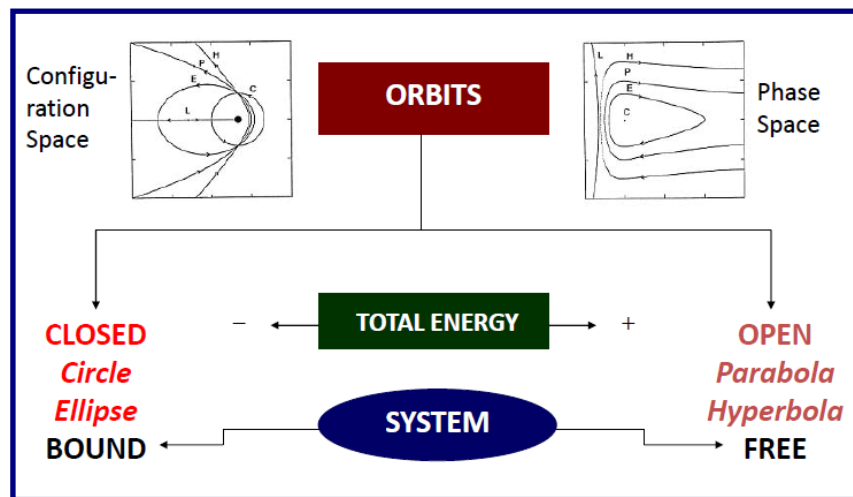 Configu-
ration
Space
H
P
E
C
L
ORBITS
L
H
P
E
C
Phase
Space
− TOTAL ENERGY +
CLOSED
Circle
Ellipse
BOUND
OPEN
Parabola
Hyperbola
FREE
SYSTEM